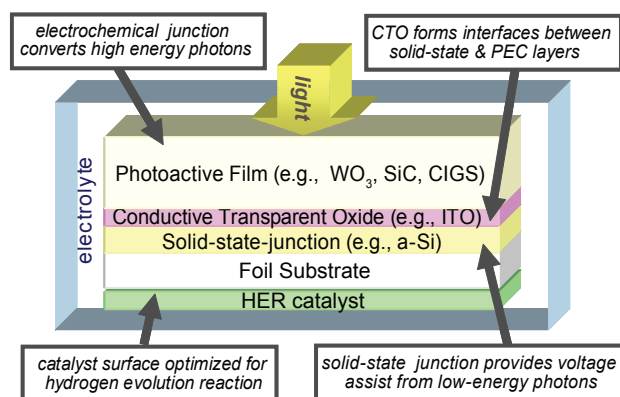 electrochemical junction
converts high energy photons
CTO forms interfaces between
solid-state & PEC layers
light
electrolyte
Photoactive Film (e.g., WO₃, SiC, CIGS)
Conductive Transparent Oxide (e.g., ITO)
Solid-state-junction (e.g., a-Si)
Foil Substrate
HER catalyst
catalyst surface optimized for
hydrogen evolution reaction
solid-state junction provides voltage
assist from low-energy photons